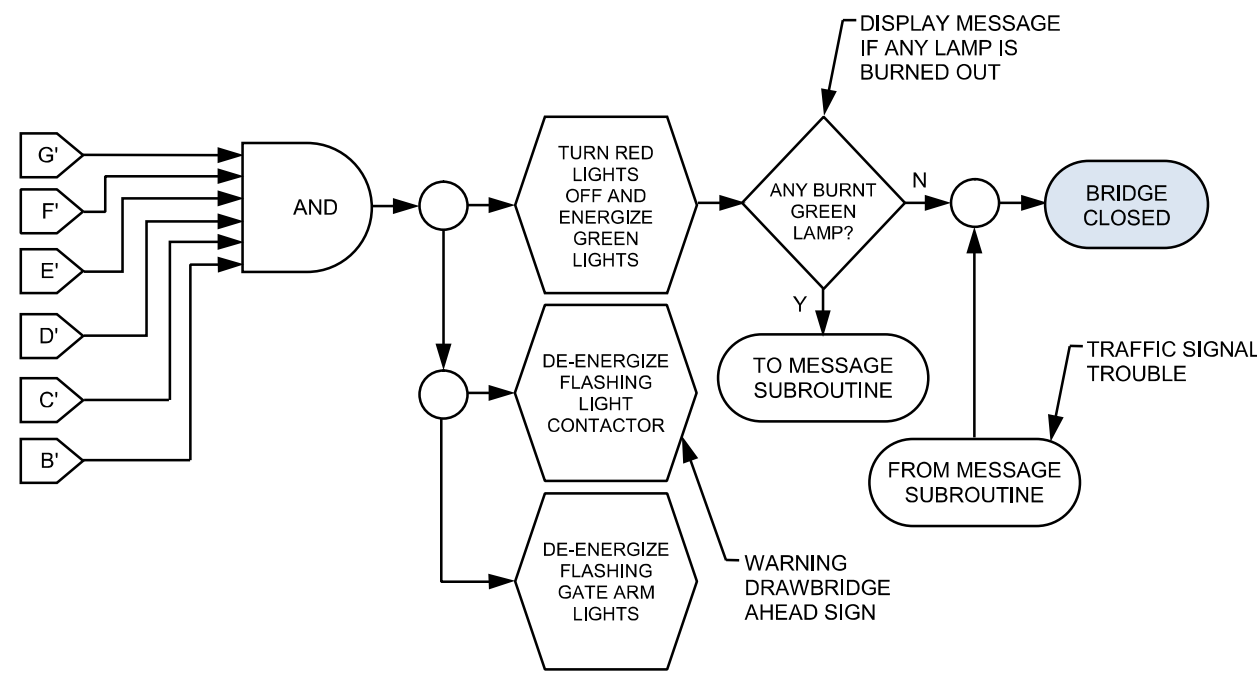 DISPLAY MESSAGE
IF ANY LAMP IS
BURNED OUT
G'
F'
E'
D'
C'
B'
AND
TURN RED
LIGHTS
OFF AND
ENERGIZE
GREEN
LIGHTS
ANY BURNT
GREEN
LAMP?
N
Y
BRIDGE
CLOSED
TO MESSAGE
SUBROUTINE
TRAFFIC SIGNAL
TROUBLE
FROM MESSAGE
SUBROUTINE
DE-ENERGIZE
FLASHING
LIGHT
CONTACTOR
DE-ENERGIZE
FLASHING
GATE ARM
LIGHTS
WARNING
DRAWBRIDGE
AHEAD SIGN